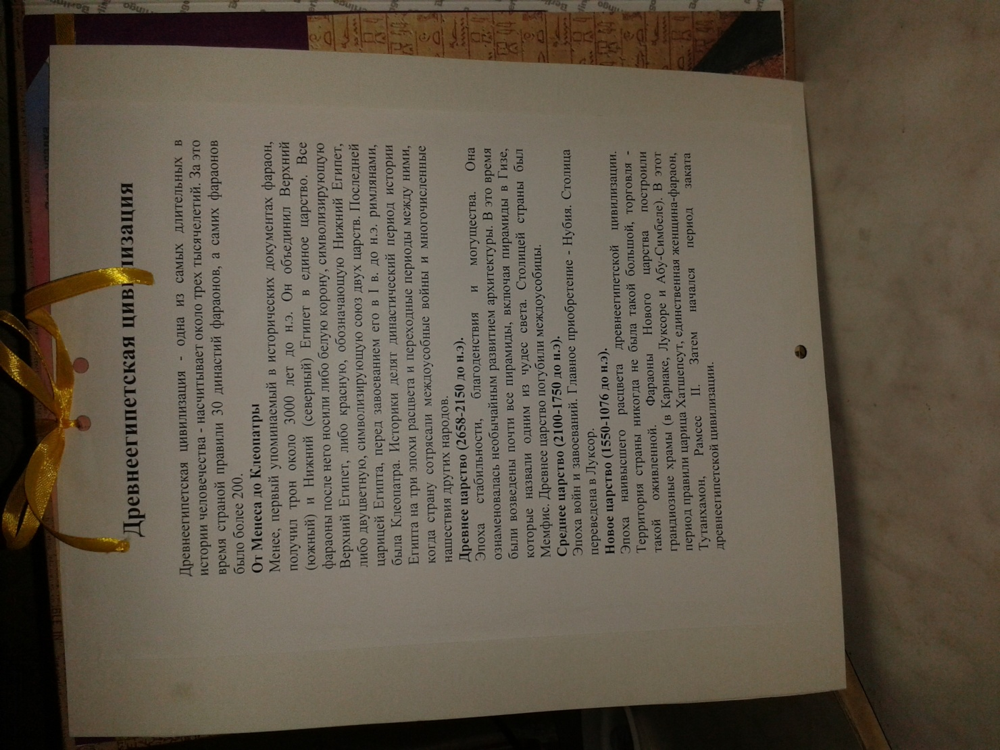 Древнеегипетская цивилизация
Древнеегипетская цивилизация - одна из самых длительных в
истории человечества - насчитывает около трех тысячелетий. За это
время страной правили 30 династий фараонов, а самих фараонов
было более 200.
От Менеса до Клеопатры
Менее, первый упоминаемый в исторических документах фараон,
получил трон около 3000 лет до н.э. Он объединил Верхний
(южный) и Нижний (северный) Египет в единое царство. Все
фараоны после него носили либо белую корону, символизирующую
Верхний Египет, либо красную, обозначающую Нижний Египет,
либо двуцветную, символизирующую союз двух царств. Последней
царицей Египта, перед завоеванием его в I в. до н.э. римлянами,
была Клеопатра. Историки делят династический период истории
Египта на три эпохи расцвета и переходные периоды между ними,
когда страну сотрясали междоусобные войны и многочисленные
нашествия других народов.
Древнее царство (2658-2150 до н.э).
Эпоха стабильности, благоденствия и могущества. Она
ознаменовалась необычайным развитием архитектуры. В это время
были возведены почти все пирамиды, включая пирамиды в Гизе,
которые назвали одним из чудес света. Столицей страны был
Мемфис. Древнее царство погубили междоусобицы.
Среднее царство (2100-1750 до н.э).
Эпоха войн и завоеваний. Главное приобретение - Нубия. Столица
переведена в Луксор.
Новое царство (1550-1076 до н.э).
Эпоха наивысшего расцвета древнеегипетской цивилизации.
Территория страны никогда не была такой большой, торговля -
такой оживленной. Фараоны Нового царства построили
грандиозные храмы (в Карнаке, Луксоре и Абу-Симбеле). В этот
период правили царица Хатшепсут, единственная женщина-фараон,
Тутанхамон, Рамсес II. Затем начался период заката
древнеегипетской цивилизации.